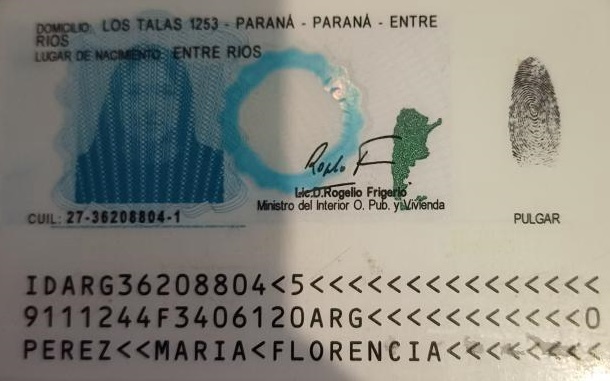 DOMICILIO: LOS TALAS 1253 - PARANÁ - PARANÁ - ENTRE
RIOS
LUGAR DE NACIMIENTO: ENTRE RIOS
Lic.D.Rogelio Frigerio
Ministro del Interior O. Pub. y Vivienda
CUIL: 27-36208804-1
PULGAR
IDARG36208804<5<<<<<<<<<<<<<<<
9111244F3406120ARG<<<<<<<<<<<0
PEREZ<<MARIA<FLORENCIA<<<<<<<<